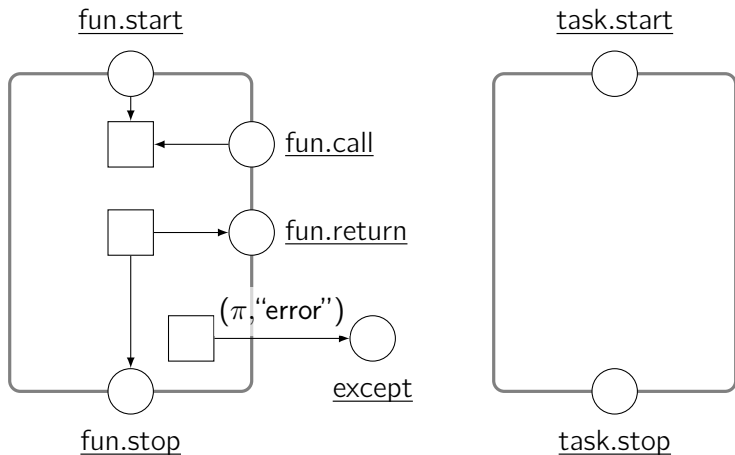 fun.start
task.start
fun.call
fun.return
(π,“error”)
except
fun.stop
task.stop